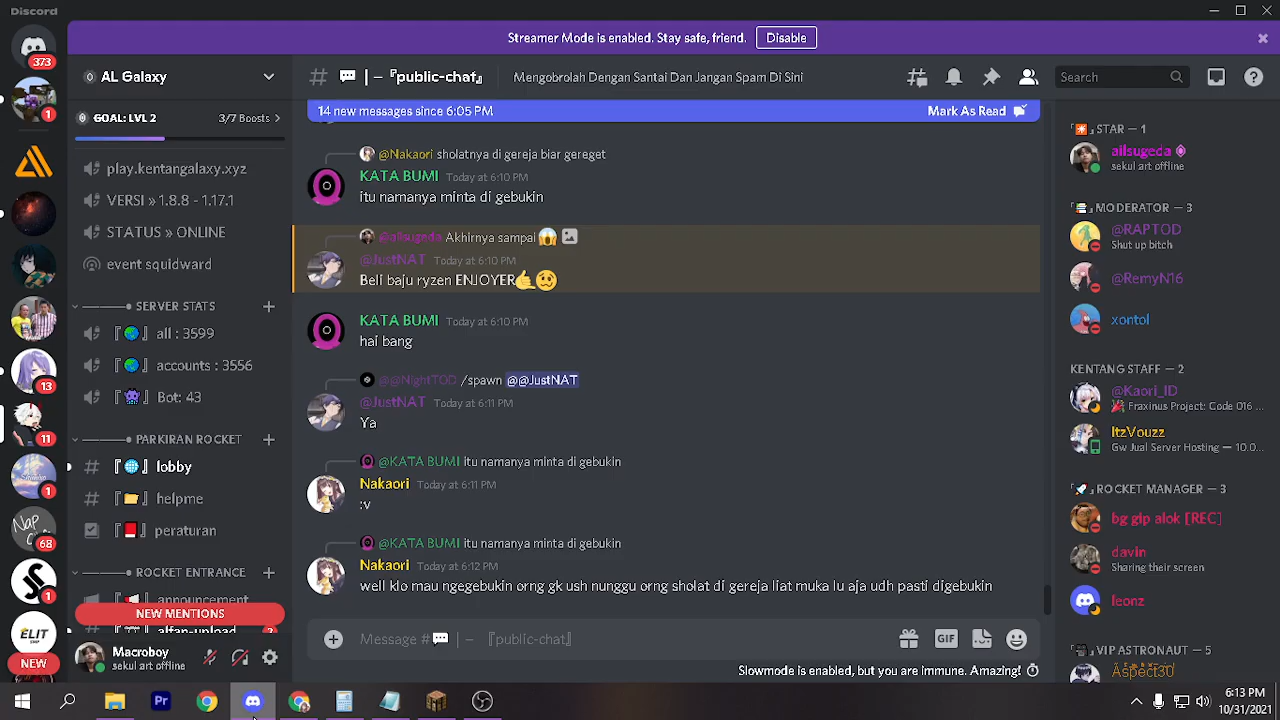 Discord
Streamer Mode is enabled. Stay safe, friend. Disable
AL Galaxy
# 💬 | – 『public-chat』 Mengobrolah Dengan Santai Dan Jangan Spam Di Sini
Search
373
1
13
11
1
68
1
NEW
GOAL: LVL 2 3/7 Boosts >
play.kentangalaxy.xyz
VERSI » 1.8.8 - 1.17.1
STATUS » ONLINE
event squidward
SERVER STATS
『🌍』 all : 3599
『🌍』 accounts : 3556
『👾』 Bot: 43
PARKIRAN ROCKET
『🌐』 lobby
『📁』 helpme
『📕』 peraturan
ROCKET ENTRANCE
announcement
NEW MENTIONS
Macroboy
sekul art offline
14 new messages since 6:05 PM Mark As Read
@Nakaori sholatnya di gereja biar gereget
KATA BUMI Today at 6:10 PM
itu namanya minta di gebukin
@ailsugeda Akhirnya sampai 😱
@JustNAT Today at 6:10 PM
Beli baju ryzen ENJOYER🤙🥴
KATA BUMI Today at 6:10 PM
hai bang
@@NightTOD /spawn @@JustNAT
@JustNAT Today at 6:11 PM
Ya
@KATA BUMI itu namanya minta di gebukin
Nakaori Today at 6:11 PM
:v
@KATA BUMI itu namanya minta di gebukin
Nakaori Today at 6:12 PM
well klo mau ngegebukin orng gk ush nunggu orng sholat di gereja liat muka lu aja udh pasti digebukin
Message #💬 | – 『public-chat』
GIF
Slowmode is enabled, but you are immune. Amazing!
STAR — 1
ailsugeda
sekul art offline
MODERATOR — 3
@RAPTOD
Shut up bitch
@RemyN16
xontol
KENTANG STAFF — 2
@Kaori_ID
🎉 Fraxinus Project: Code 016 ...
ItzVouzz
Gw Jual Server Hosting — 10.0...
ROCKET MANAGER — 3
bg gip alok [REC]
davin
Sharing their screen
leonz
VIP ASTRONAUT — 5
Aspect30
6:13 PM
10/31/2021